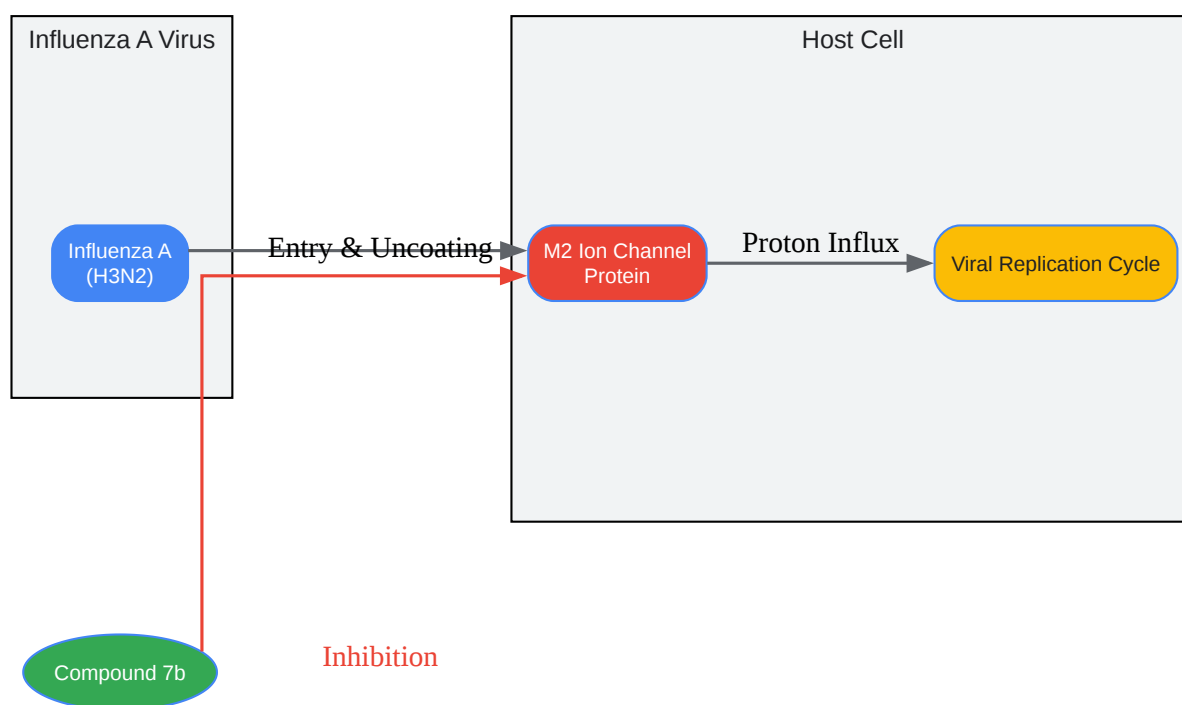 Influenza A Virus
Host Cell
Influenza A
(H3N2)
Entry & Uncoating
M2 Ion Channel
Protein
Proton Influx
Viral Replication Cycle
Compound 7b
Inhibition